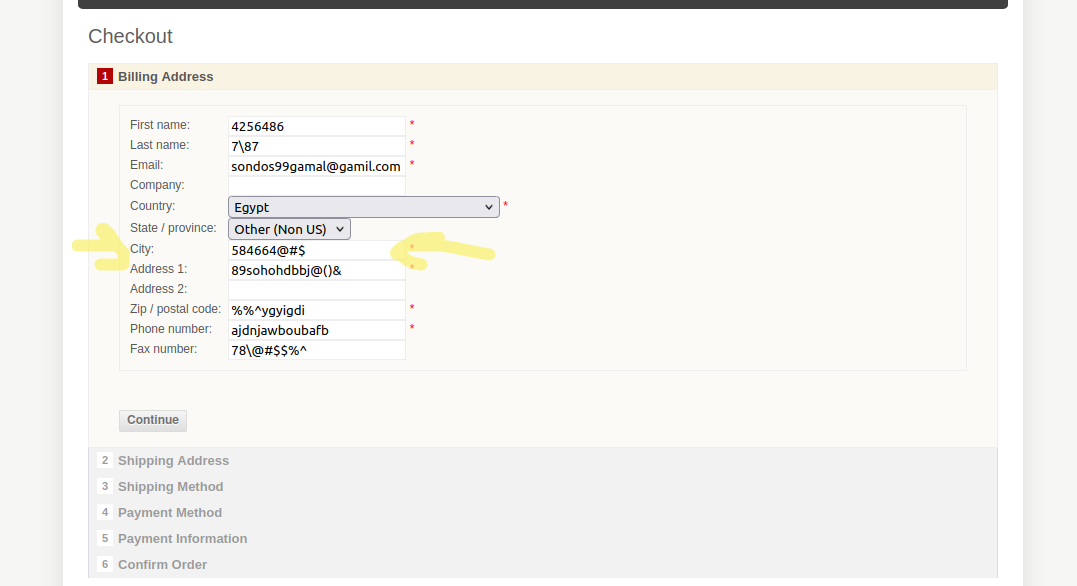 Checkout
1 Billing Address
First name: 4256486 *
Last name: 7\87 *
Email: sondos99gamal@gamil.com *
Company:
Country: Egypt *
State / province: Other (Non US)
City: 584664@#$ *
Address 1: 89sohohdbbj@()& *
Address 2:
Zip / postal code: %%^ygyigdi *
Phone number: ajdnjawboubafb *
Fax number: 78\@#$$%^
Continue
2 Shipping Address
3 Shipping Method
4 Payment Method
5 Payment Information
6 Confirm Order